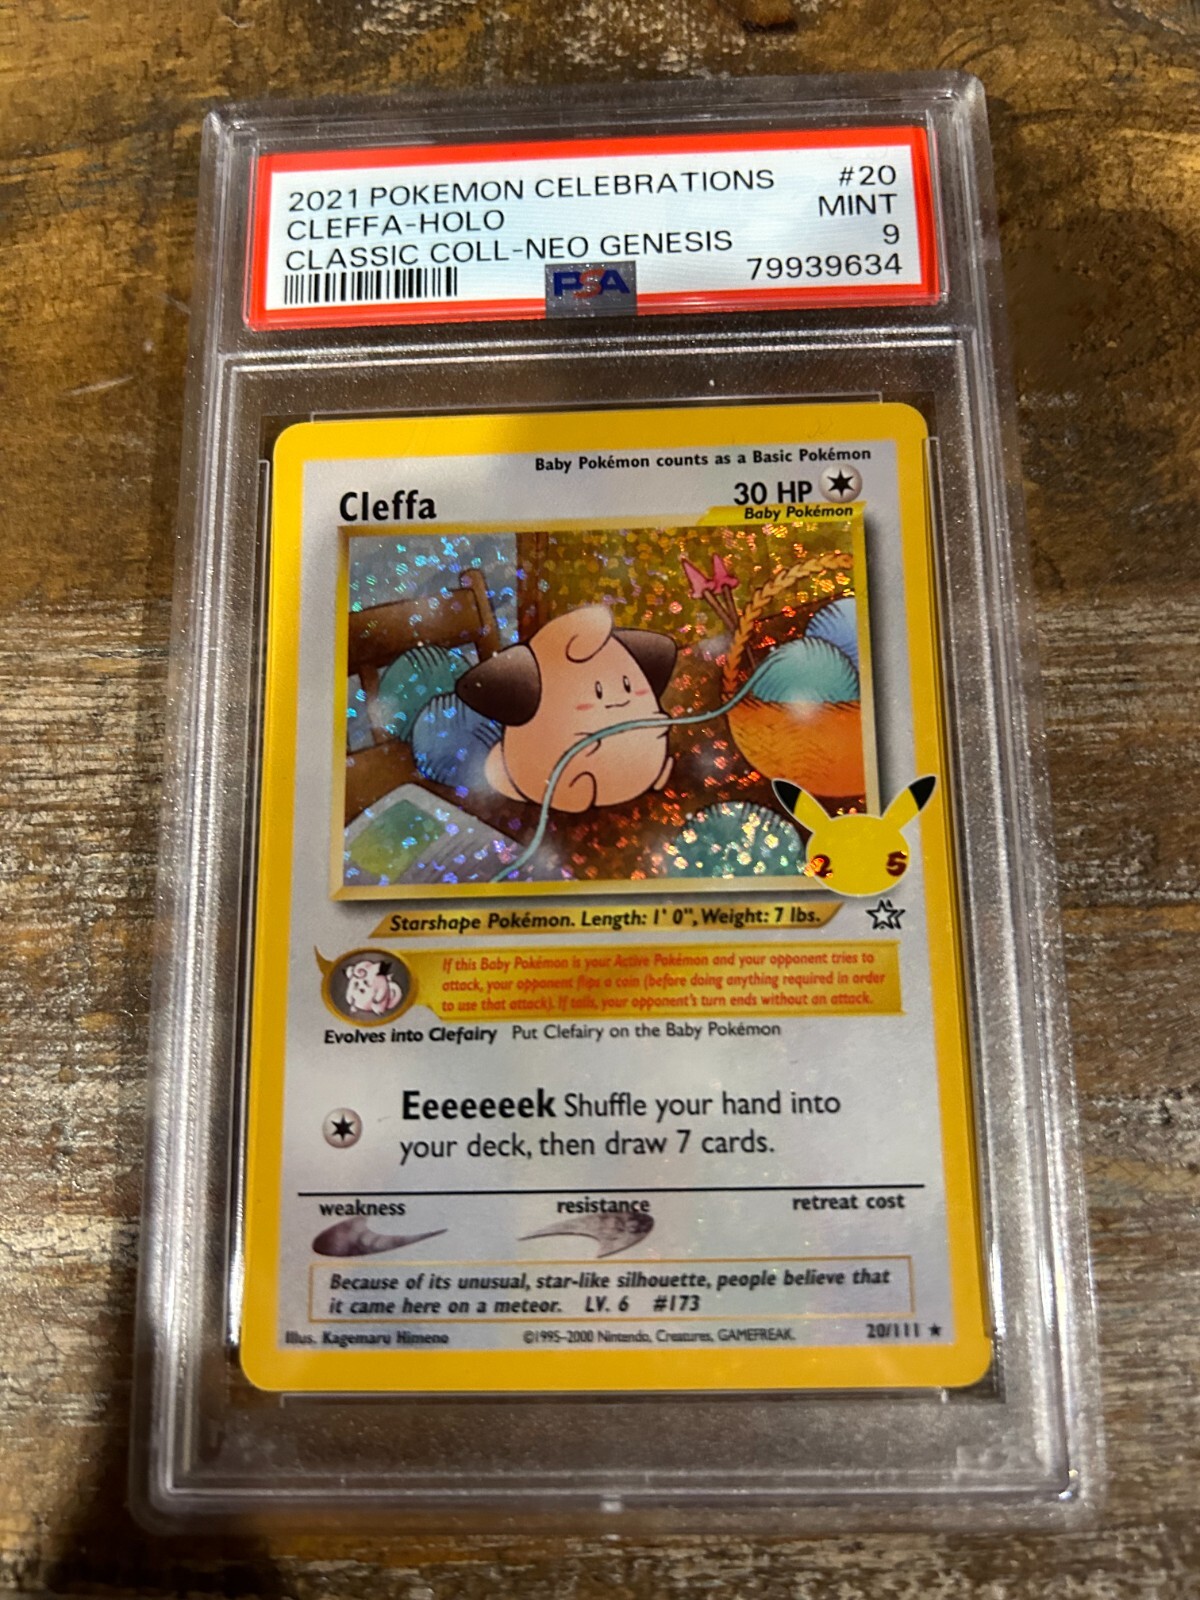 2021 POKEMON CELEBRATIONS #20
CLEFFA-HOLO MINT
CLASSIC COLL-NEO GENESIS 9
PSA 79939634
Baby Pokémon counts as a Basic Pokémon
Cleffa 30 HP
Baby Pokémon
25
Starshape Pokémon. Length: 1' 0", Weight: 7 lbs.
If this Baby Pokémon is your Active Pokémon and your opponent tries to
attack, your opponent flips a coin (before doing anything required in order
to use that attack). If tails, your opponent's turn ends without an attack.
Evolves into Clefairy Put Clefairy on the Baby Pokémon
Eeeeeeek Shuffle your hand into
your deck, then draw 7 cards.
weakness resistance retreat cost
Because of its unusual, star-like silhouette, people believe that
it came here on a meteor. LV. 6 #173
Illus. Kagemaru Himeno ©1995–2000 Nintendo, Creatures, GAMEFREAK. 20/111 ★